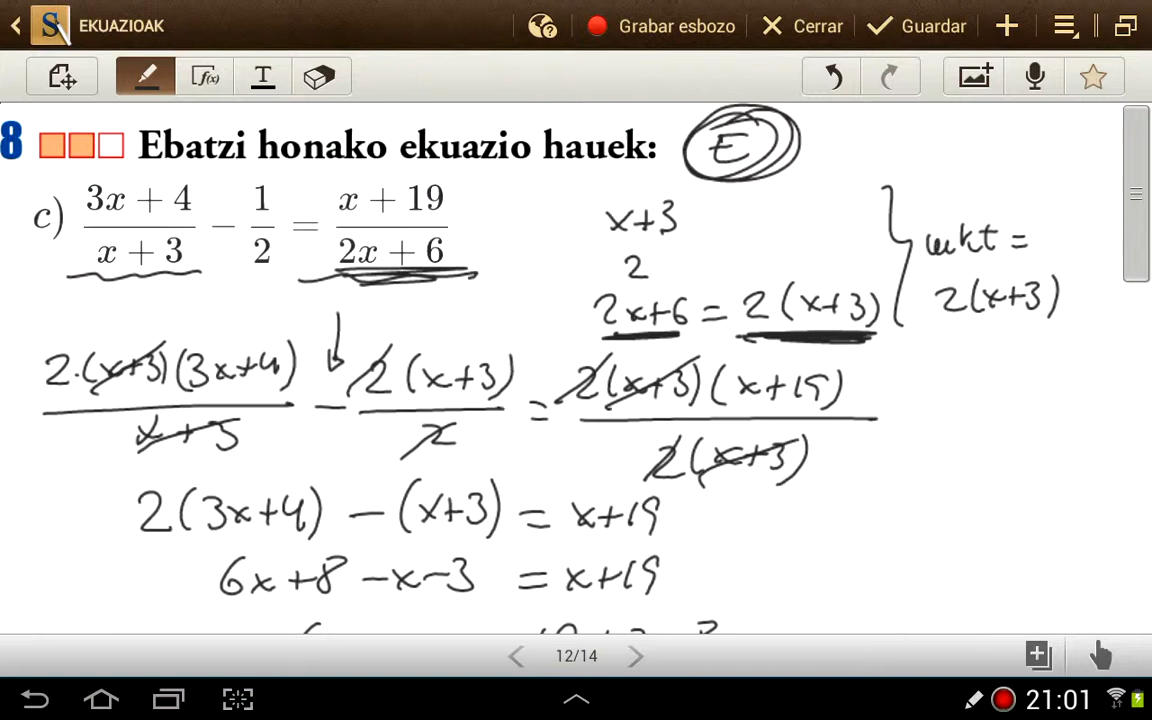 EKUAZIOAK Grabar esbozo Cerrar Guardar
f(x) T
8 Ebatzi honako ekuazio hauek: E
c) (3x + 4)/(x + 3) − 1/2 = (x + 19)/(2x + 6)
x+3
2
2x+6 = 2(x+3)
mkt =
2(x+3)
2·(x+3)(3x+4)/(x+3) − 2(x+3)/2 = 2(x+3)(x+19)/2(x+3)
2(3x+4) − (x+3) = x+19
6x+8 −x−3 = x+19
12/14
21:01